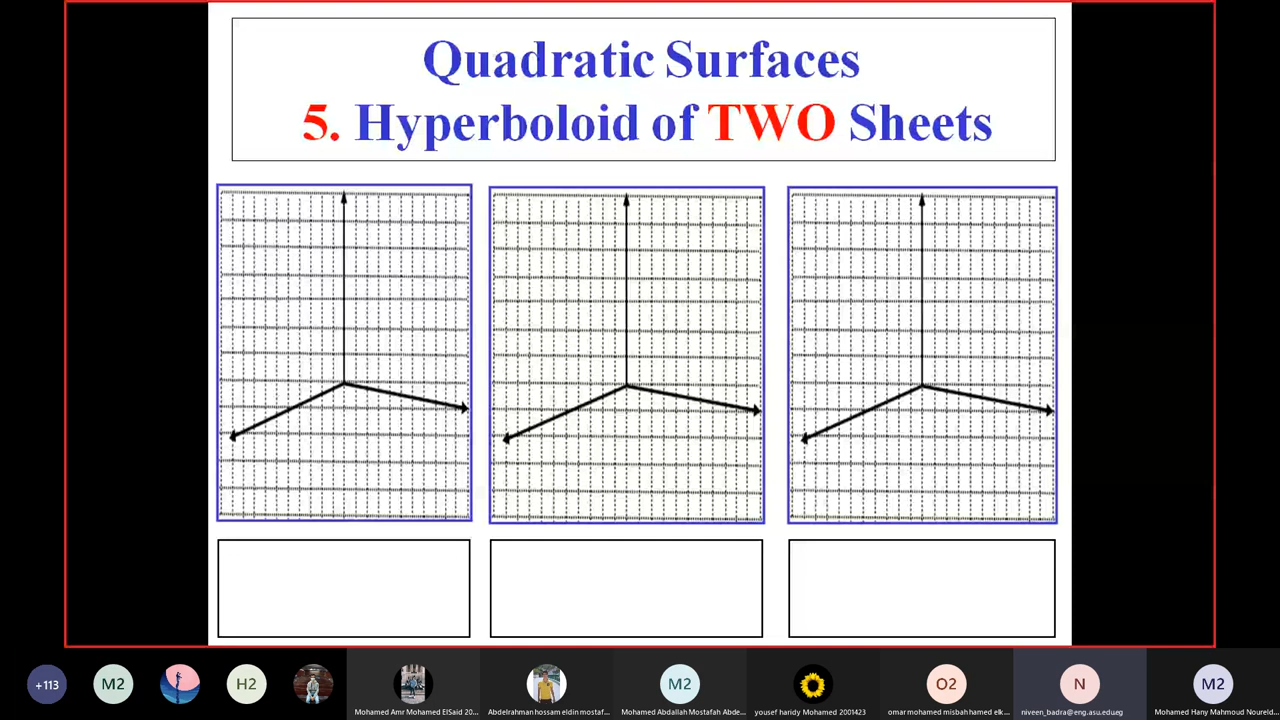 Quadratic Surfaces
5. Hyperboloid of TWO Sheets
+113
M2
H2
Mohamed Amr Mohamed ElSaid 20...
Abdelrahman hossam eldin mostaf...
M2
Mohamed Abdallah Mostafah Abde...
yousef haridy Mohamed 2001423
O2
omar mohamed misbah hamed elk...
N
niveen_badra@eng.asu.edueg
M2
Mohamed Hany Mahmoud Noureld...